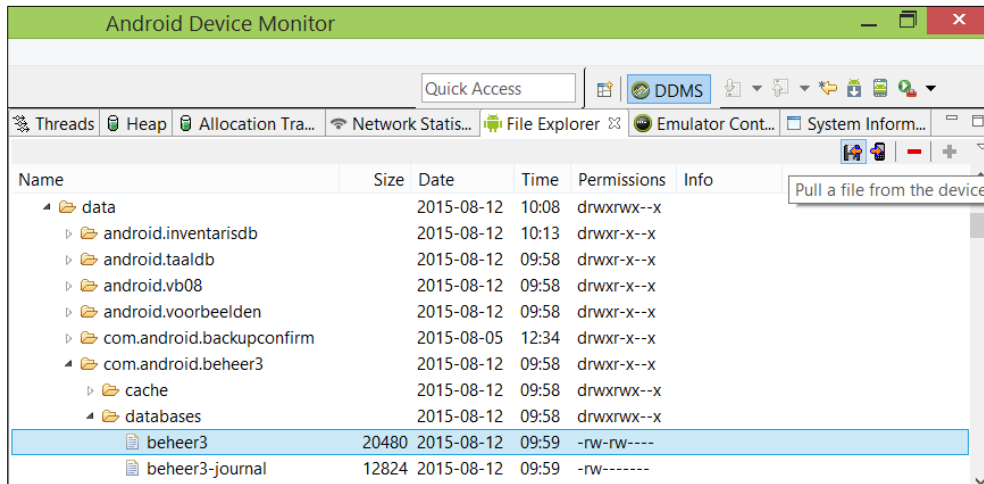 Android Device Monitor
Quick Access DDMS
Threads Heap Allocation Tra... Network Statis... File Explorer Emulator Cont... System Inform...
Name Size Date Time Permissions Info
Pull a file from the device
data 2015-08-12 10:08 drwxrwx--x
android.inventarisdb 2015-08-12 10:13 drwxr-x--x
android.taaldb 2015-08-12 09:58 drwxr-x--x
android.vb08 2015-08-12 09:58 drwxr-x--x
android.voorbeelden 2015-08-12 09:58 drwxr-x--x
com.android.backupconfirm 2015-08-05 12:34 drwxr-x--x
com.android.beheer3 2015-08-12 09:58 drwxr-x--x
cache 2015-08-12 09:58 drwxrwx--x
databases 2015-08-12 09:58 drwxrwx--x
beheer3 20480 2015-08-12 09:59 -rw-rw----
beheer3-journal 12824 2015-08-12 09:59 -rw-------